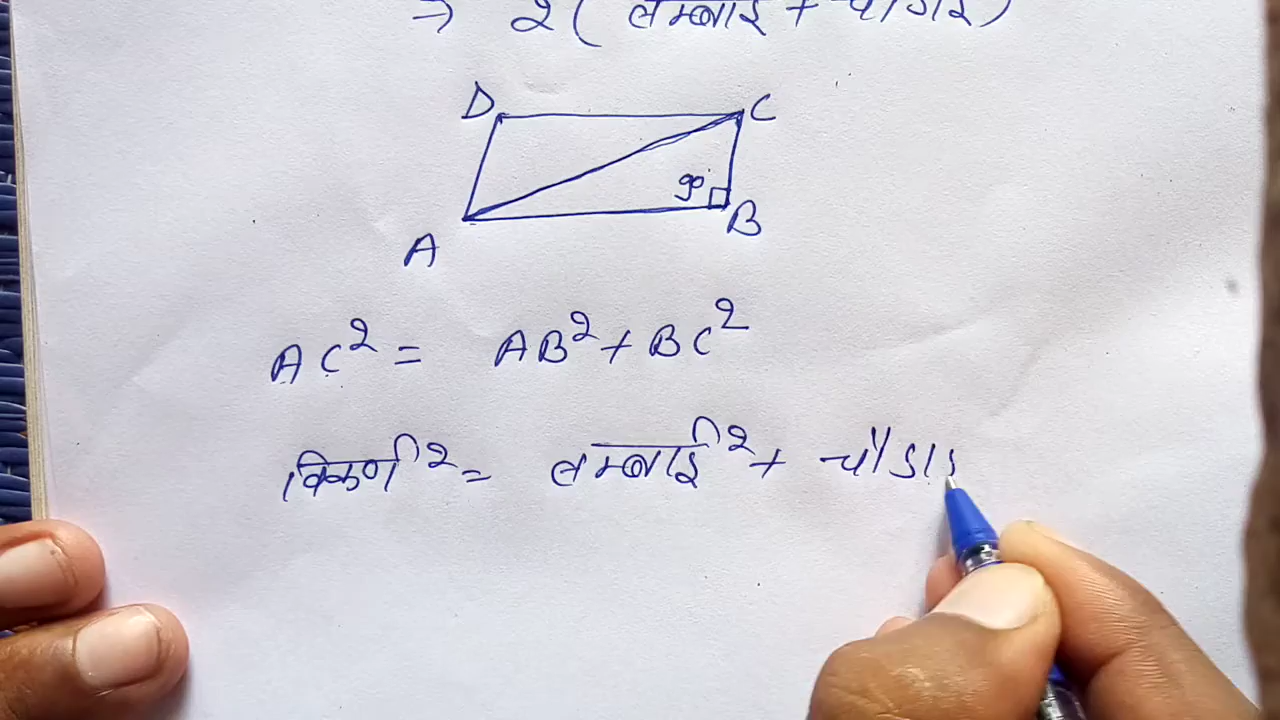 → 2 ( लम्बाई + चौड़ाई )
D C
90°
A B
AC² = AB² + BC²
विकर्ण² = लम्बाई² + चौडाइ